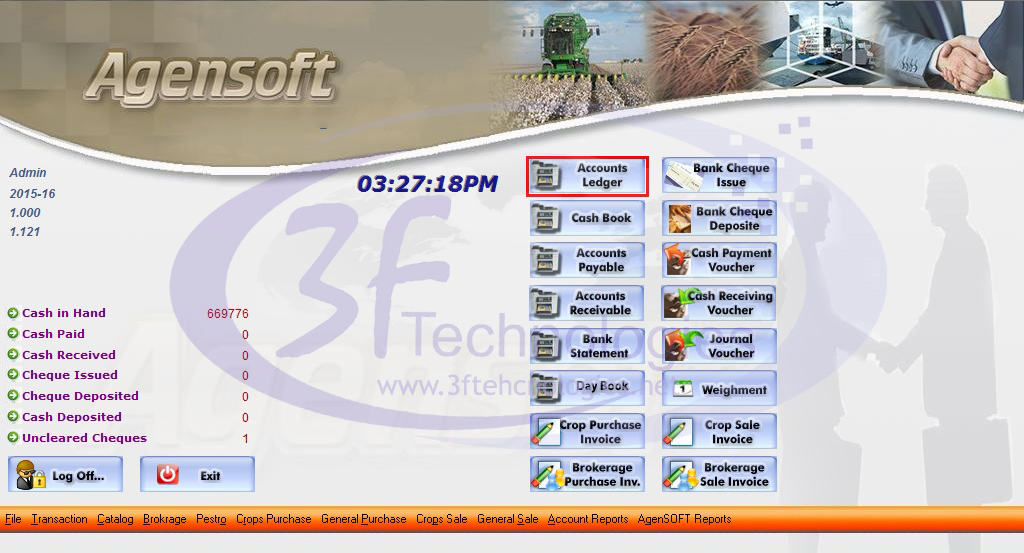 Agensoft
Admin
2015-16
1.000
1.121
03:27:18PM
Cash in Hand 669776
Cash Paid 0
Cash Received 0
Cheque Issued 0
Cheque Deposited 0
Cash Deposited 0
Uncleared Cheques 1
Log Off...
Exit
Accounts
Ledger
Bank Cheque
Issue
Cash Book
Bank Cheque
Deposite
Accounts
Payable
Cash Payment
Voucher
Accounts
Receivable
Cash Receiving
Voucher
Bank
Statement
Journal
Voucher
Day Book
Weighment
Crop Purchase
Invoice
Crop Sale
Invoice
Brokerage
Purchase Inv.
Brokerage
Sale Invoice
3f
Technologies
www.3ftehcnologies.net
File Transaction Catalog Brokrage Pestro Crops Purchase General Purchase Crops Sale General Sale Account Reports AgenSOFT Reports